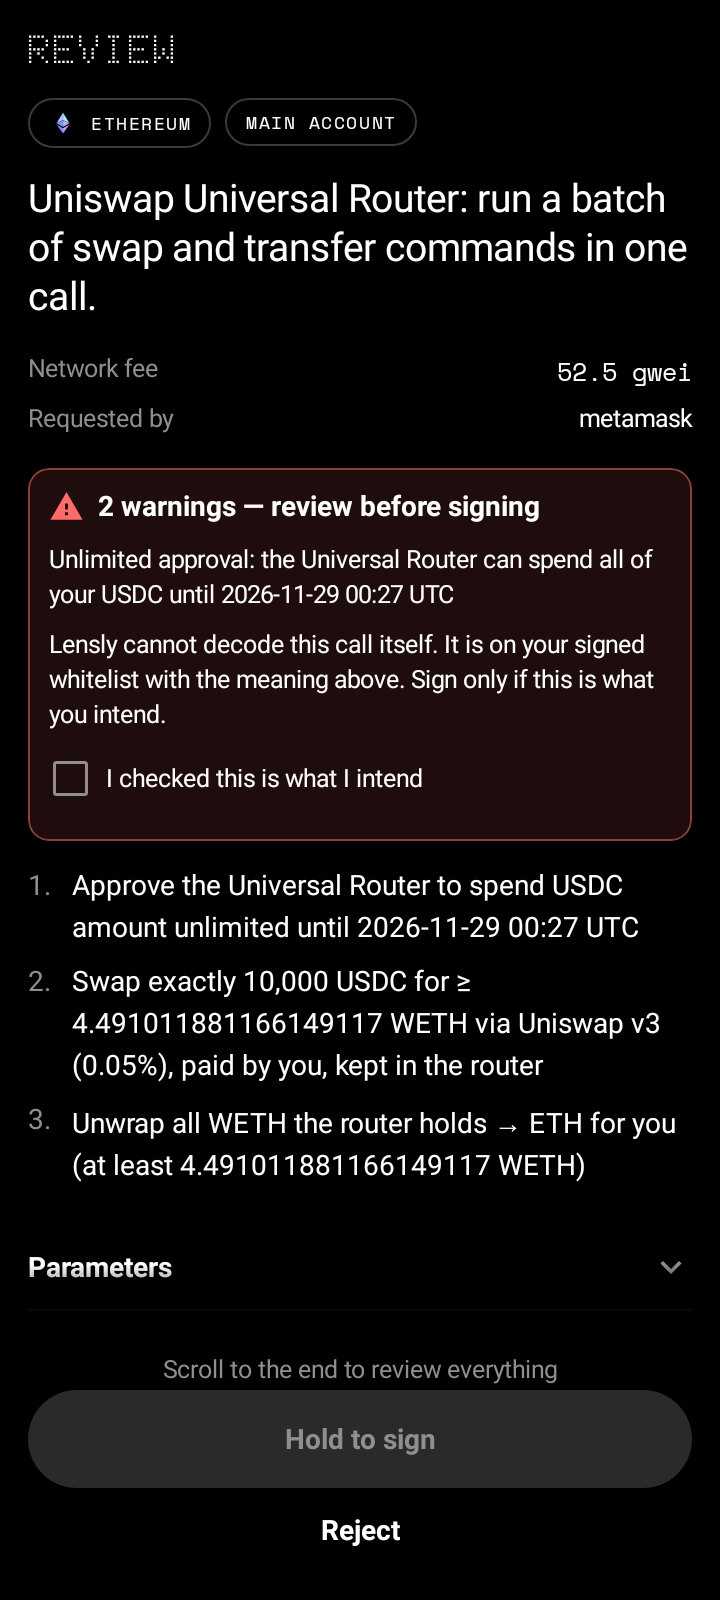 REVIEW
ETHEREUM
MAIN ACCOUNT
Uniswap Universal Router: run a batch
of swap and transfer commands in one
call.
Network fee
52.5 gwei
Requested by
metamask
2 warnings — review before signing
Unlimited approval: the Universal Router can spend all of
your USDC until 2026-11-29 00:27 UTC
Lensly cannot decode this call itself. It is on your signed
whitelist with the meaning above. Sign only if this is what
you intend.
I checked this is what I intend
1. Approve the Universal Router to spend USDC
amount unlimited until 2026-11-29 00:27 UTC
2. Swap exactly 10,000 USDC for ≥
4.491011881166149117 WETH via Uniswap v3
(0.05%), paid by you, kept in the router
3. Unwrap all WETH the router holds → ETH for you
(at least 4.491011881166149117 WETH)
Parameters
Scroll to the end to review everything
Hold to sign
Reject